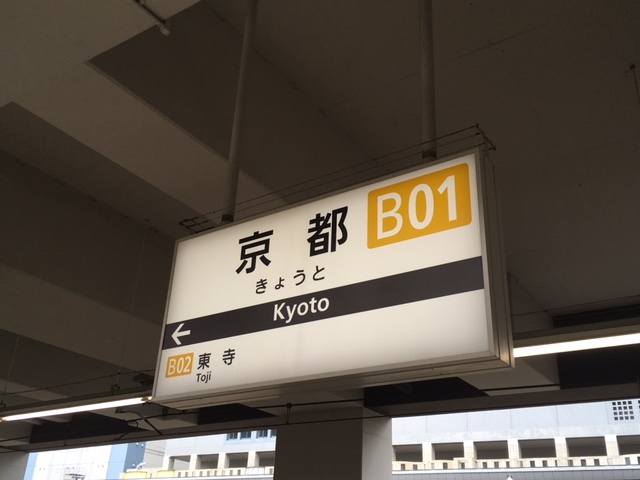 京都 B01
きょうと
Kyoto
←
B02 東寺
Toji